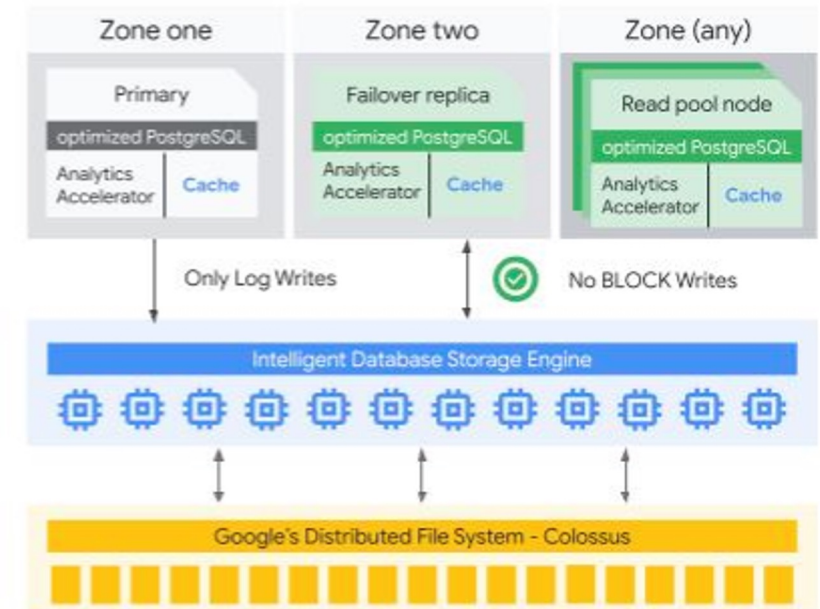 Zone one
Zone two
Zone (any)
Primary
optimized PostgreSQL
Analytics
Accelerator
Cache
Failover replica
optimized PostgreSQL
Analytics
Accelerator
Cache
Read pool node
optimized PostgreSQL
Analytics
Accelerator
Cache
Only Log Writes
No BLOCK Writes
Intelligent Database Storage Engine
Google's Distributed File System - Colossus